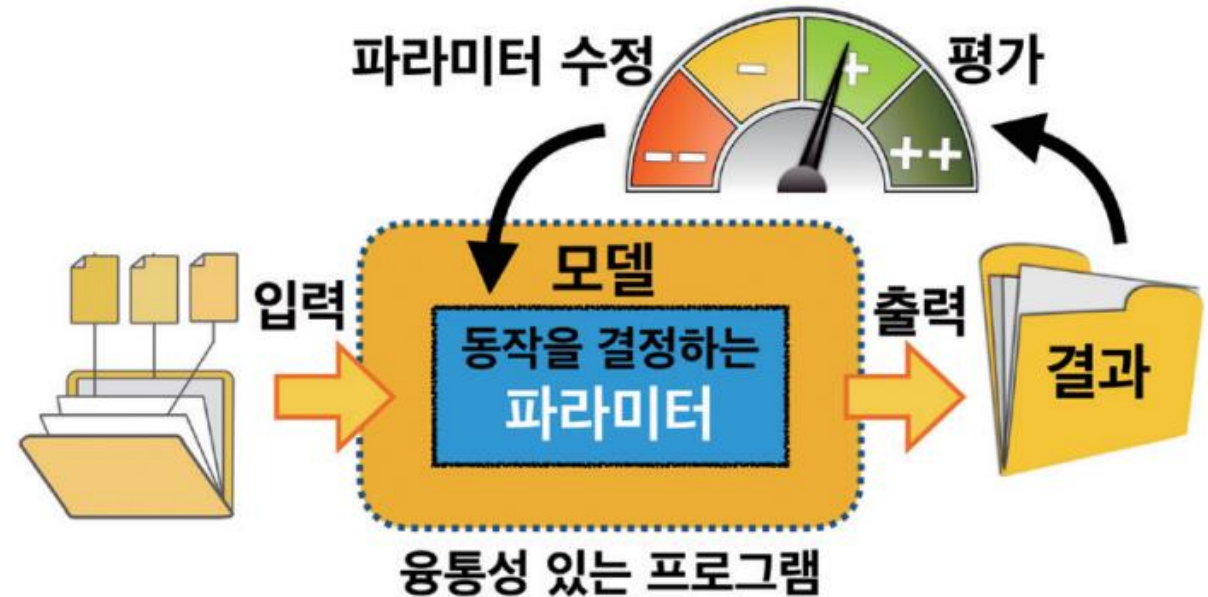 파라미터 수정
평가
--
-
+
++
입력
모델
동작을 결정하는
파라미터
출력
결과
융통성 있는 프로그램